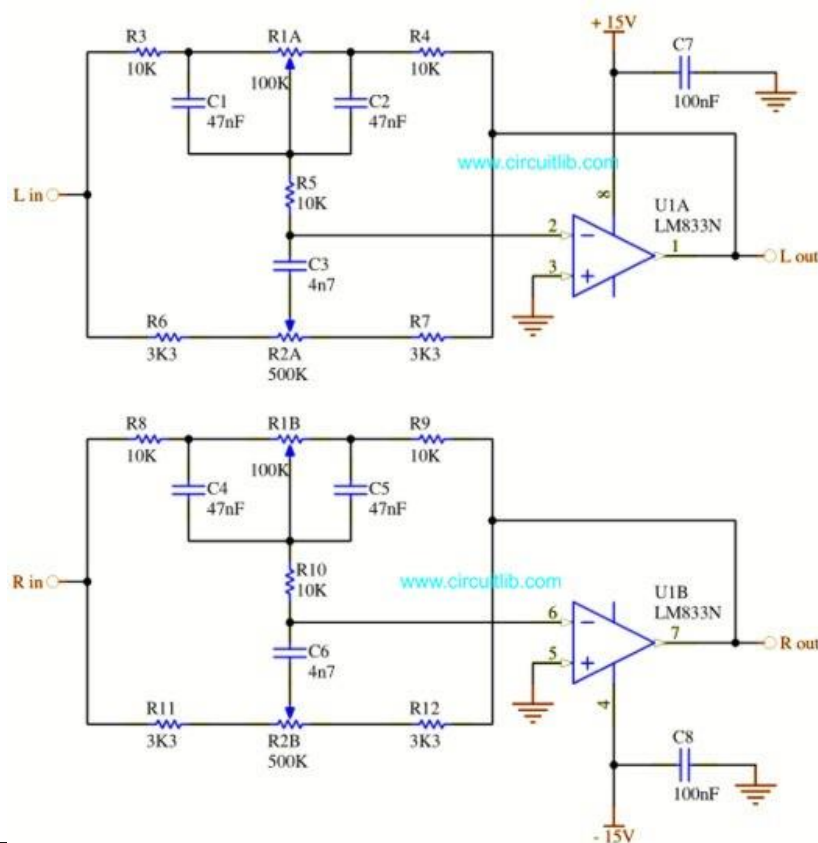 R3
10K
R1A
100K
R4
10K
C1
47nF
C2
47nF
R5
10K
C3
4n7
R6
3K3
R2A
500K
R7
3K3
L in
+ 15V
C7
100nF
www.circuitlib.com
8
2
3
1
U1A
LM833N
L out
R8
10K
R1B
100K
R9
10K
C4
47nF
C5
47nF
R10
10K
C6
4n7
R11
3K3
R2B
500K
R12
3K3
R in
www.circuitlib.com
6
5
7
4
U1B
LM833N
R out
C8
100nF
- 15V